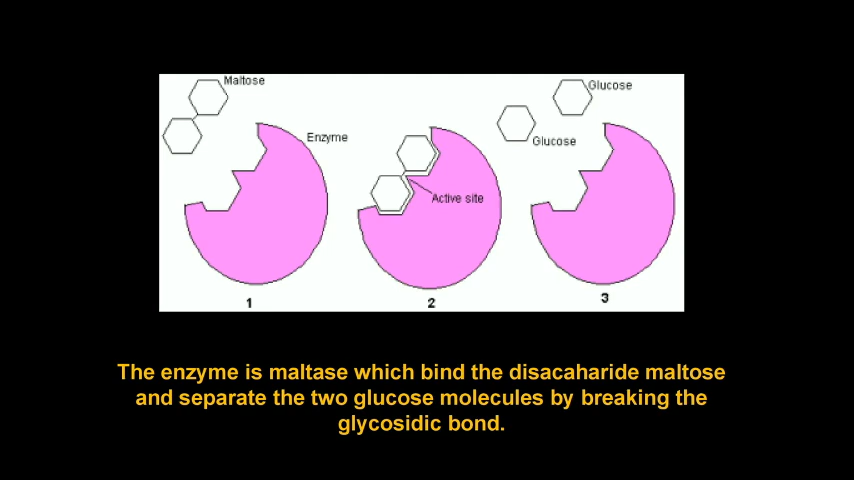 Maltose
Enzyme
Active site
Glucose
Glucose
1
2
3
The enzyme is maltase which bind the disacaharide maltose
and separate the two glucose molecules by breaking the
glycosidic bond.